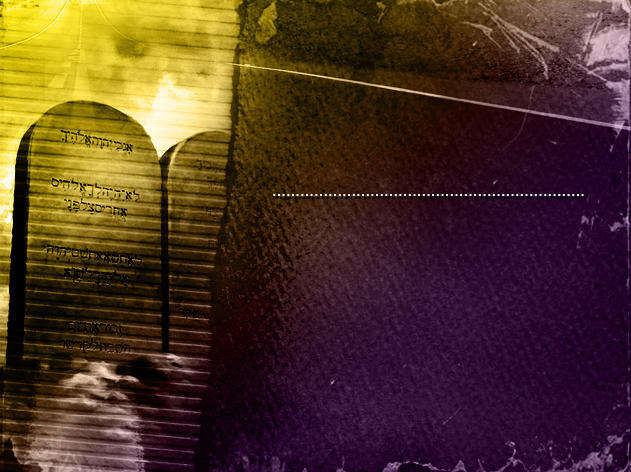 אנכי יהוה אלהיך
לא יהיה לך אלהים
אחרים על פני
לא תשא את שם יהוה
אלהיך לשוא
זכור את יום
השבת לקדשו